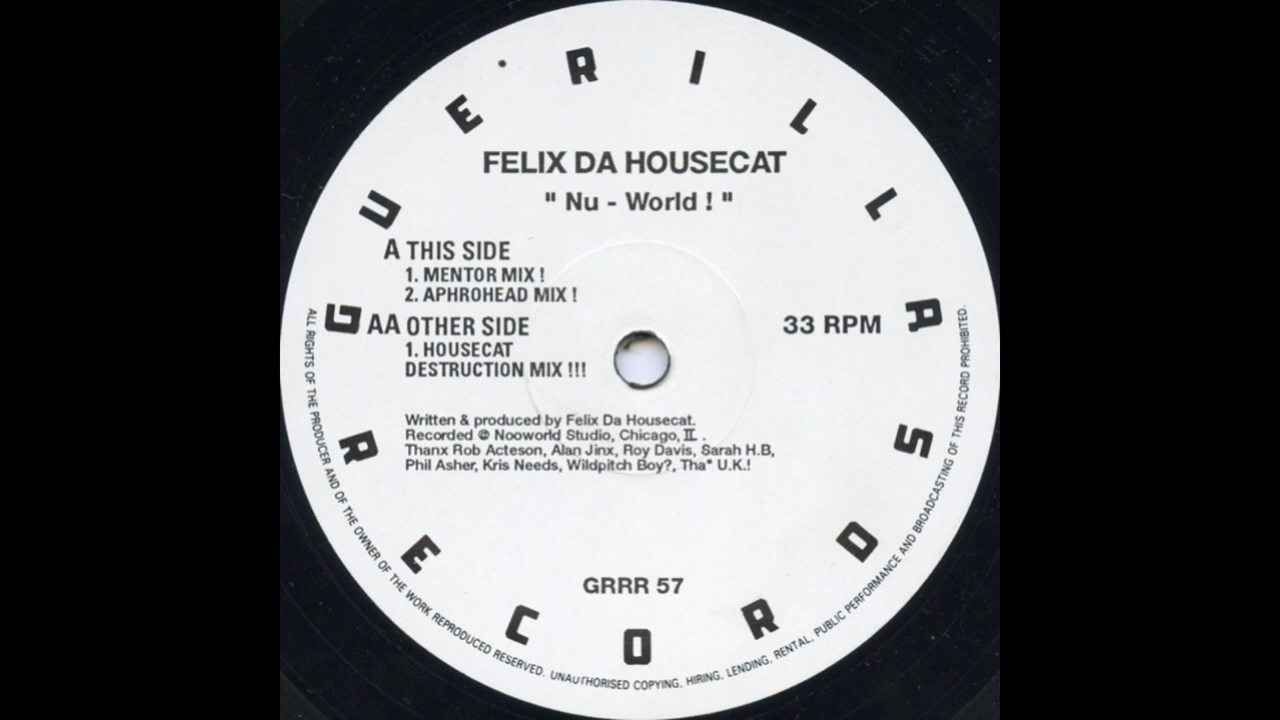 GUERILLA
FELIX DA HOUSECAT
" Nu - World ! "
A THIS SIDE
1. MENTOR MIX !
2. APHROHEAD MIX !
AA OTHER SIDE
1. HOUSECAT
DESTRUCTION MIX !!!
33 RPM
Written & produced by Felix Da Housecat.
Recorded @ Nooworld Studio, Chicago, IL .
Thanx Rob Acteson, Alan Jinx, Roy Davis, Sarah H.B,
Phil Asher, Kris Needs, Wildpitch Boy?, Tha" U.K.!
GRRR 57
RECORDS
ALL RIGHTS OF THE PRODUCER AND OF THE OWNER OF THE WORK REPRODUCED RESERVED. UNAUTHORISED COPYING, HIRING, LENDING, RENTAL, PUBLIC PERFORMANCE AND BROADCASTING OF THIS RECORD PROHIBITED.